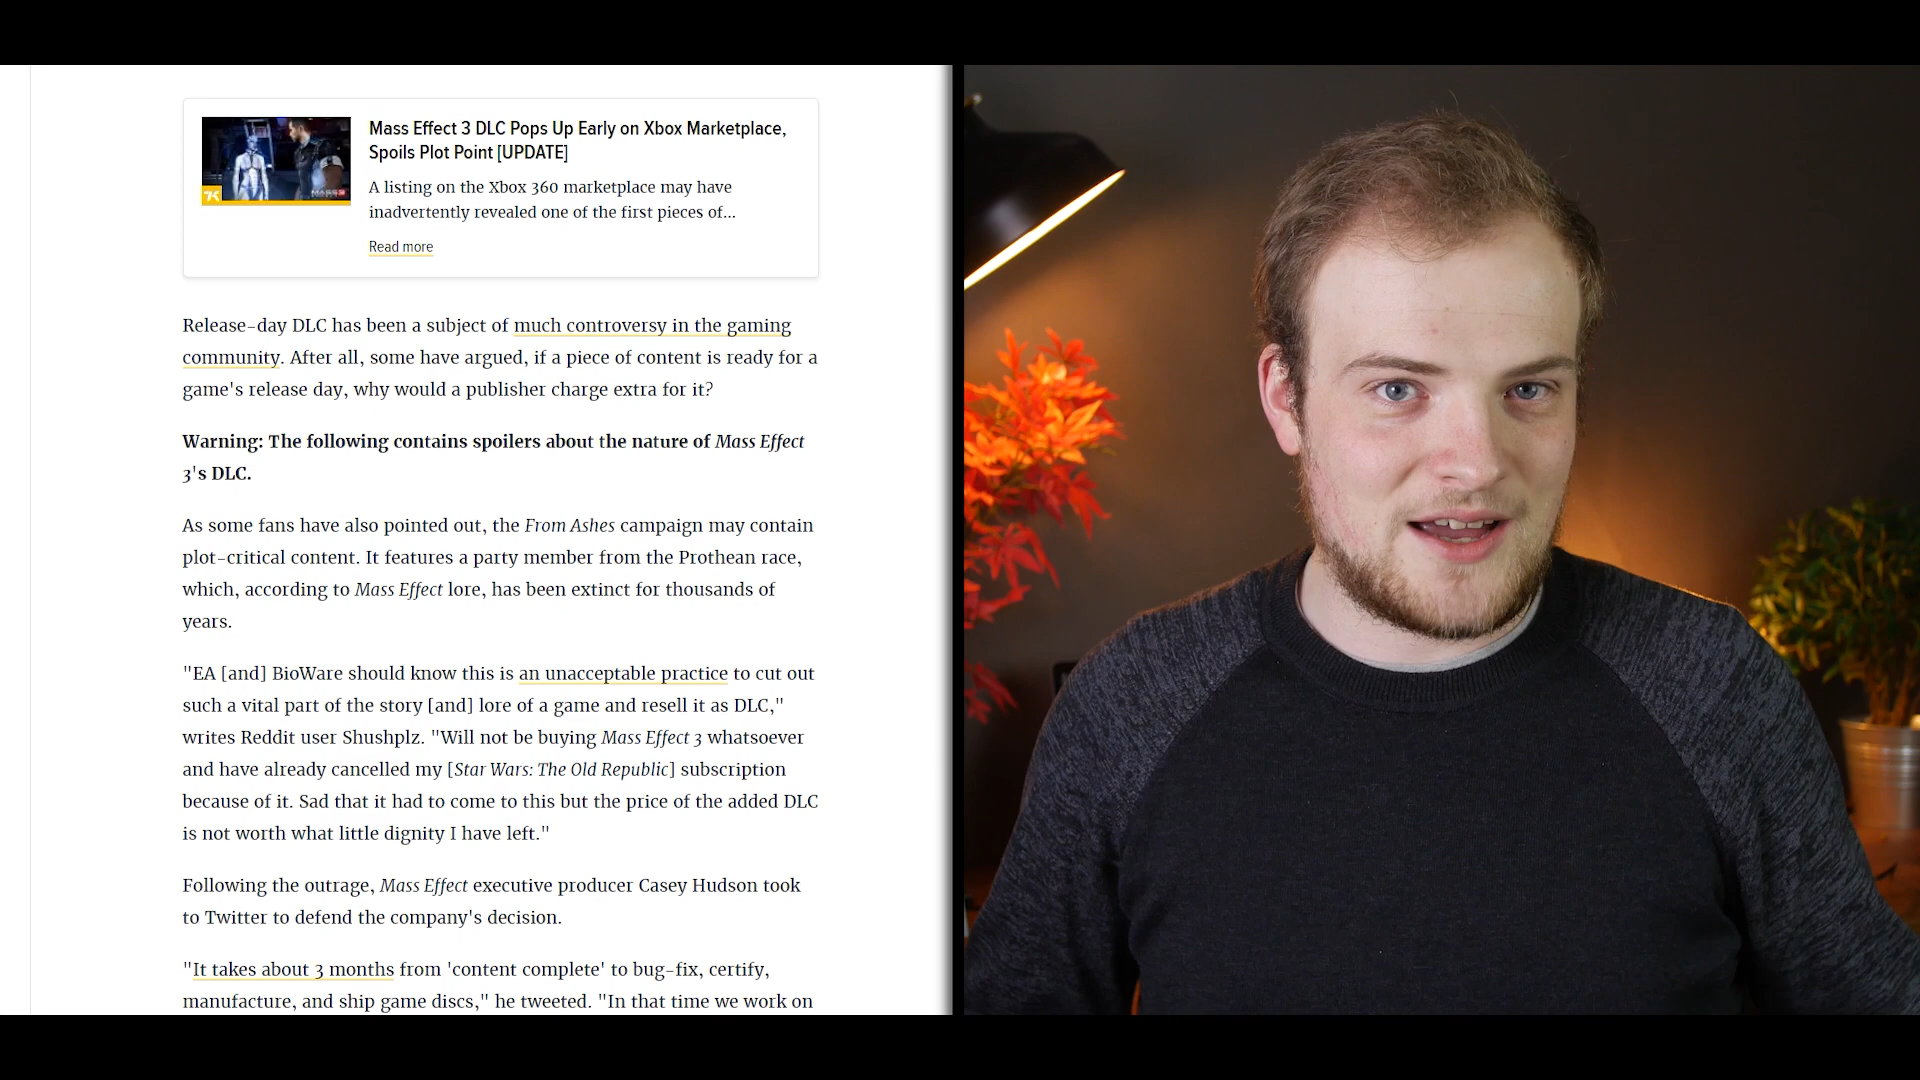 Mass Effect 3 DLC Pops Up Early on Xbox Marketplace,
Spoils Plot Point [UPDATE]
A listing on the Xbox 360 marketplace may have
inadvertently revealed one of the first pieces of...
Read more
Release-day DLC has been a subject of much controversy in the gaming
community. After all, some have argued, if a piece of content is ready for a
game's release day, why would a publisher charge extra for it?
Warning: The following contains spoilers about the nature of Mass Effect
3's DLC.
As some fans have also pointed out, the From Ashes campaign may contain
plot-critical content. It features a party member from the Prothean race,
which, according to Mass Effect lore, has been extinct for thousands of
years.
"EA [and] BioWare should know this is an unacceptable practice to cut out
such a vital part of the story [and] lore of a game and resell it as DLC,"
writes Reddit user Shushplz. "Will not be buying Mass Effect 3 whatsoever
and have already cancelled my [Star Wars: The Old Republic] subscription
because of it. Sad that it had to come to this but the price of the added DLC
is not worth what little dignity I have left."
Following the outrage, Mass Effect executive producer Casey Hudson took
to Twitter to defend the company's decision.
"It takes about 3 months from 'content complete' to bug-fix, certify,
manufacture, and ship game discs," he tweeted. "In that time we work on